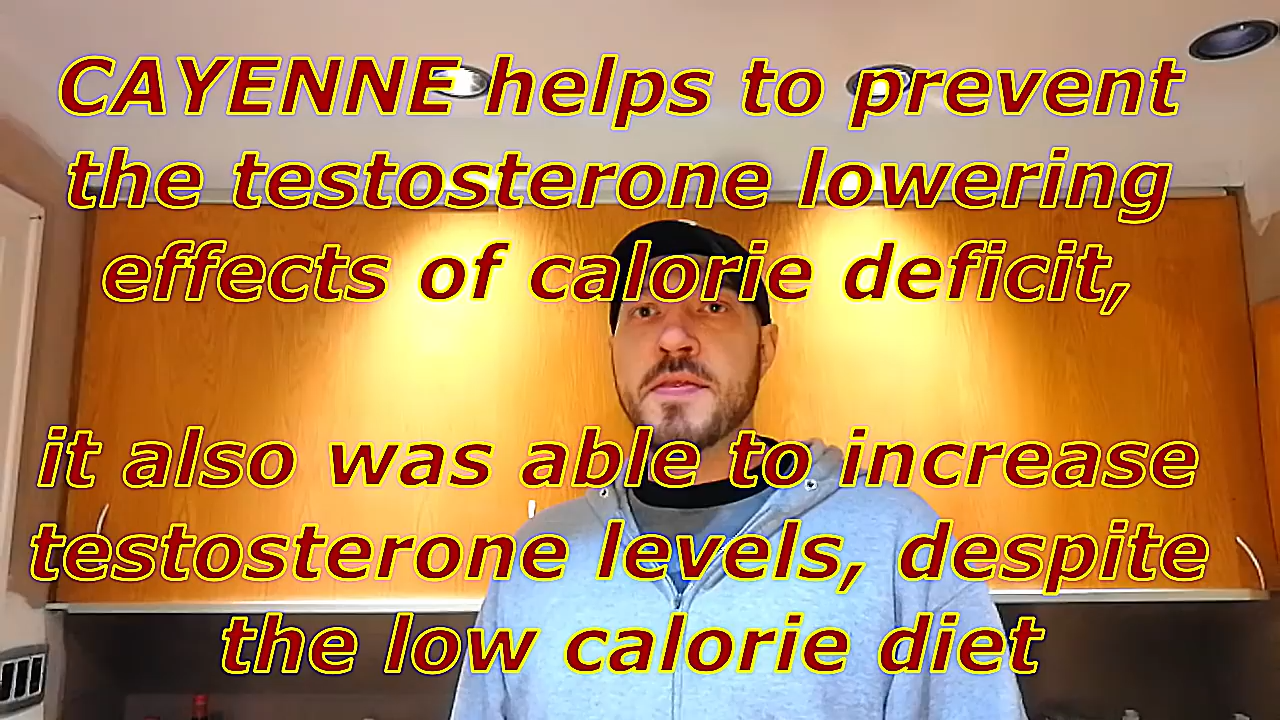 CAYENNE helps to prevent
the testosterone lowering
effects of calorie deficit,
it also was able to increase
testosterone levels, despite
the low calorie diet